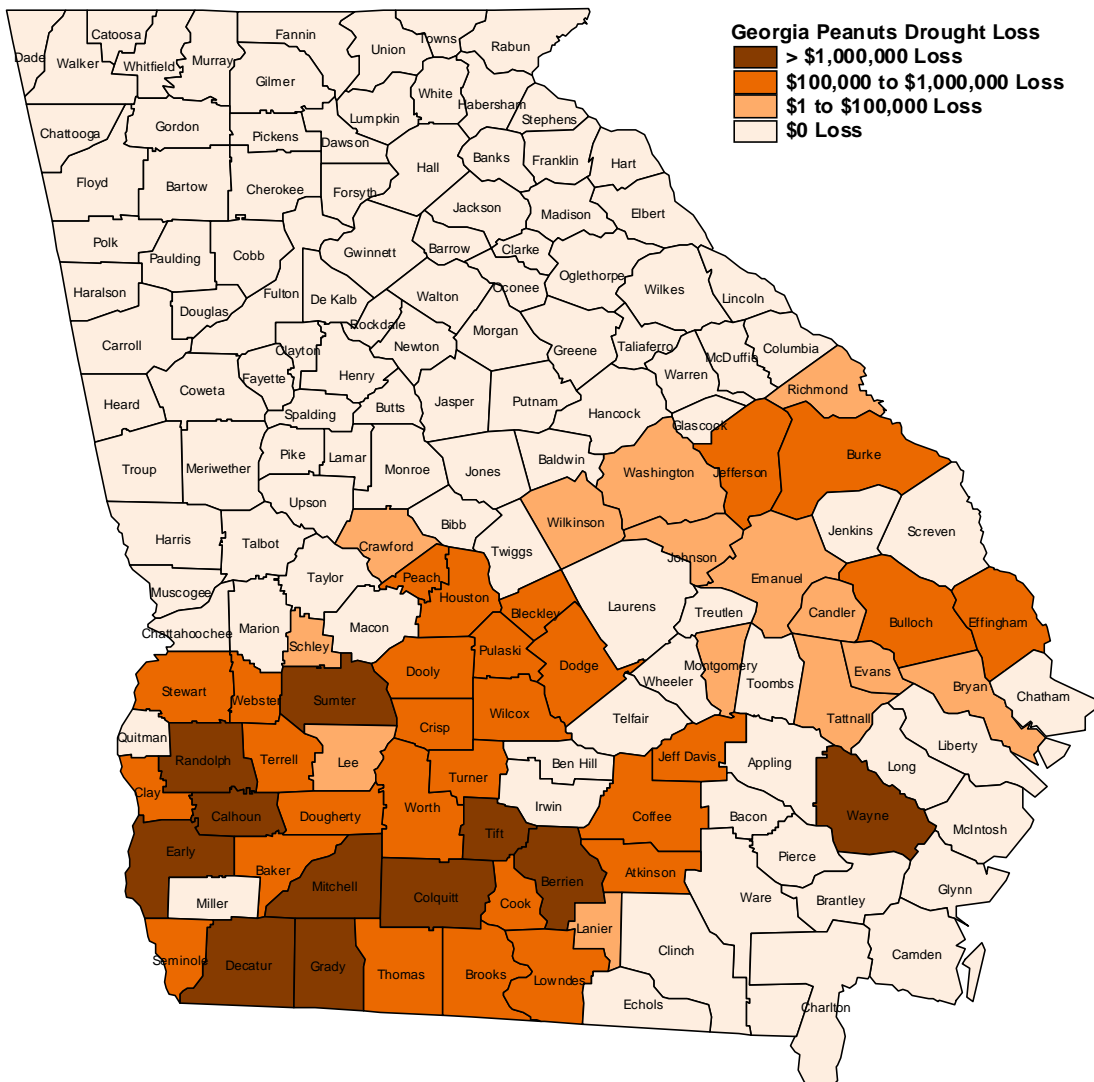 Georgia Peanuts Drought Loss
> $1,000,000 Loss
$100,000 to $1,000,000 Loss
$1 to $100,000 Loss
$0 Loss
Dade
Catoosa
Walker
Whitfield
Murray
Fannin
Gilmer
Union
Towns
Rabun
White
Habersham
Stephens
Lumpkin
Chattooga
Gordon
Pickens
Dawson
Hall
Banks
Franklin
Hart
Floyd
Bartow
Cherokee
Forsyth
Jackson
Madison
Elbert
Polk
Paulding
Cobb
Gwinnett
Barrow
Clarke
Oconee
Oglethorpe
Wilkes
Lincoln
Haralson
Douglas
Fulton
De Kalb
Walton
Rockdale
Newton
Morgan
Greene
Taliaferro
McDuffie
Columbia
Carroll
Clayton
Fayette
Henry
Warren
Richmond
Heard
Coweta
Spalding
Butts
Jasper
Putnam
Hancock
Glascock
Troup
Meriwether
Pike
Lamar
Monroe
Jones
Baldwin
Washington
Jefferson
Burke
Upson
Bibb
Twiggs
Wilkinson
Johnson
Jenkins
Screven
Harris
Talbot
Crawford
Peach
Houston
Taylor
Emanuel
Muscogee
Chattahoochee
Marion
Macon
Schley
Bleckley
Laurens
Treutlen
Candler
Bulloch
Effingham
Stewart
Webster
Sumter
Dooly
Pulaski
Dodge
Wheeler
Montgomery
Toombs
Tattnall
Evans
Bryan
Chatham
Quitman
Randolph
Terrell
Lee
Crisp
Wilcox
Telfair
Ben Hill
Jeff Davis
Appling
Long
Liberty
Clay
Calhoun
Dougherty
Worth
Turner
Irwin
Coffee
Bacon
Wayne
McIntosh
Early
Baker
Mitchell
Tift
Berrien
Atkinson
Pierce
Miller
Colquitt
Cook
Lanier
Ware
Brantley
Glynn
Seminole
Decatur
Grady
Thomas
Brooks
Lowndes
Clinch
Echols
Charlton
Camden